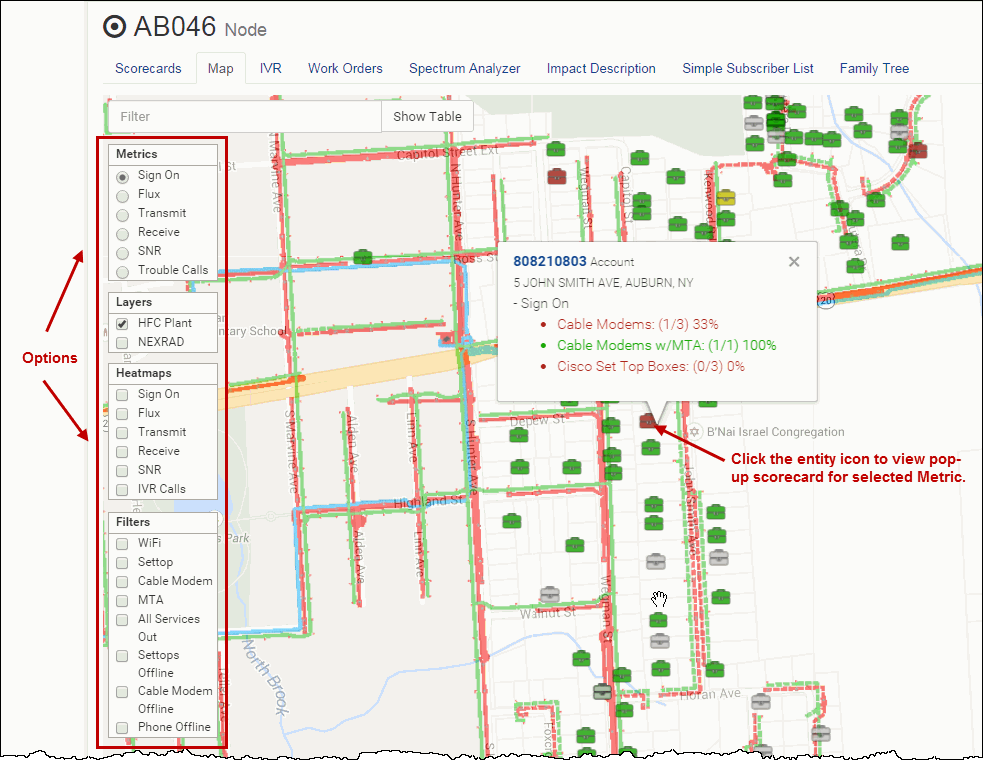 AB046 Node
Scorecards Map IVR Work Orders Spectrum Analyzer Impact Description Simple Subscriber List Family Tree
Filter Show Table
Metrics
Sign On
Flux
Transmit
Receive
SNR
Trouble Calls
Layers
HFC Plant
NEXRAD
Heatmaps
Sign On
Flux
Transmit
Receive
SNR
IVR Calls
Filters
WiFi
Settop
Cable Modem
MTA
All Services
Out
Settops
Offline
Cable Modem
Offline
Phone Offline
Options
808210803 Account
5 JOHN SMITH AVE, AUBURN, NY
- Sign On
• Cable Modems: (1/3) 33%
• Cable Modems w/MTA: (1/1) 100%
• Cisco Set Top Boxes: (0/3) 0%
Click the entity icon to view pop-
up scorecard for selected Metric.
B'Nai Israel Congregation
Capitol Street Ext
N Marvine Ave
N Hunter Ave
Capitol St
Ross St
20
Depew St
S Marvine Ave
Alden Ave
Linn Ave
S Hunter Ave
Highland St
Alden Ave
Linn Ave
Wegman St
Walnut St
Horan Ave
North Brook